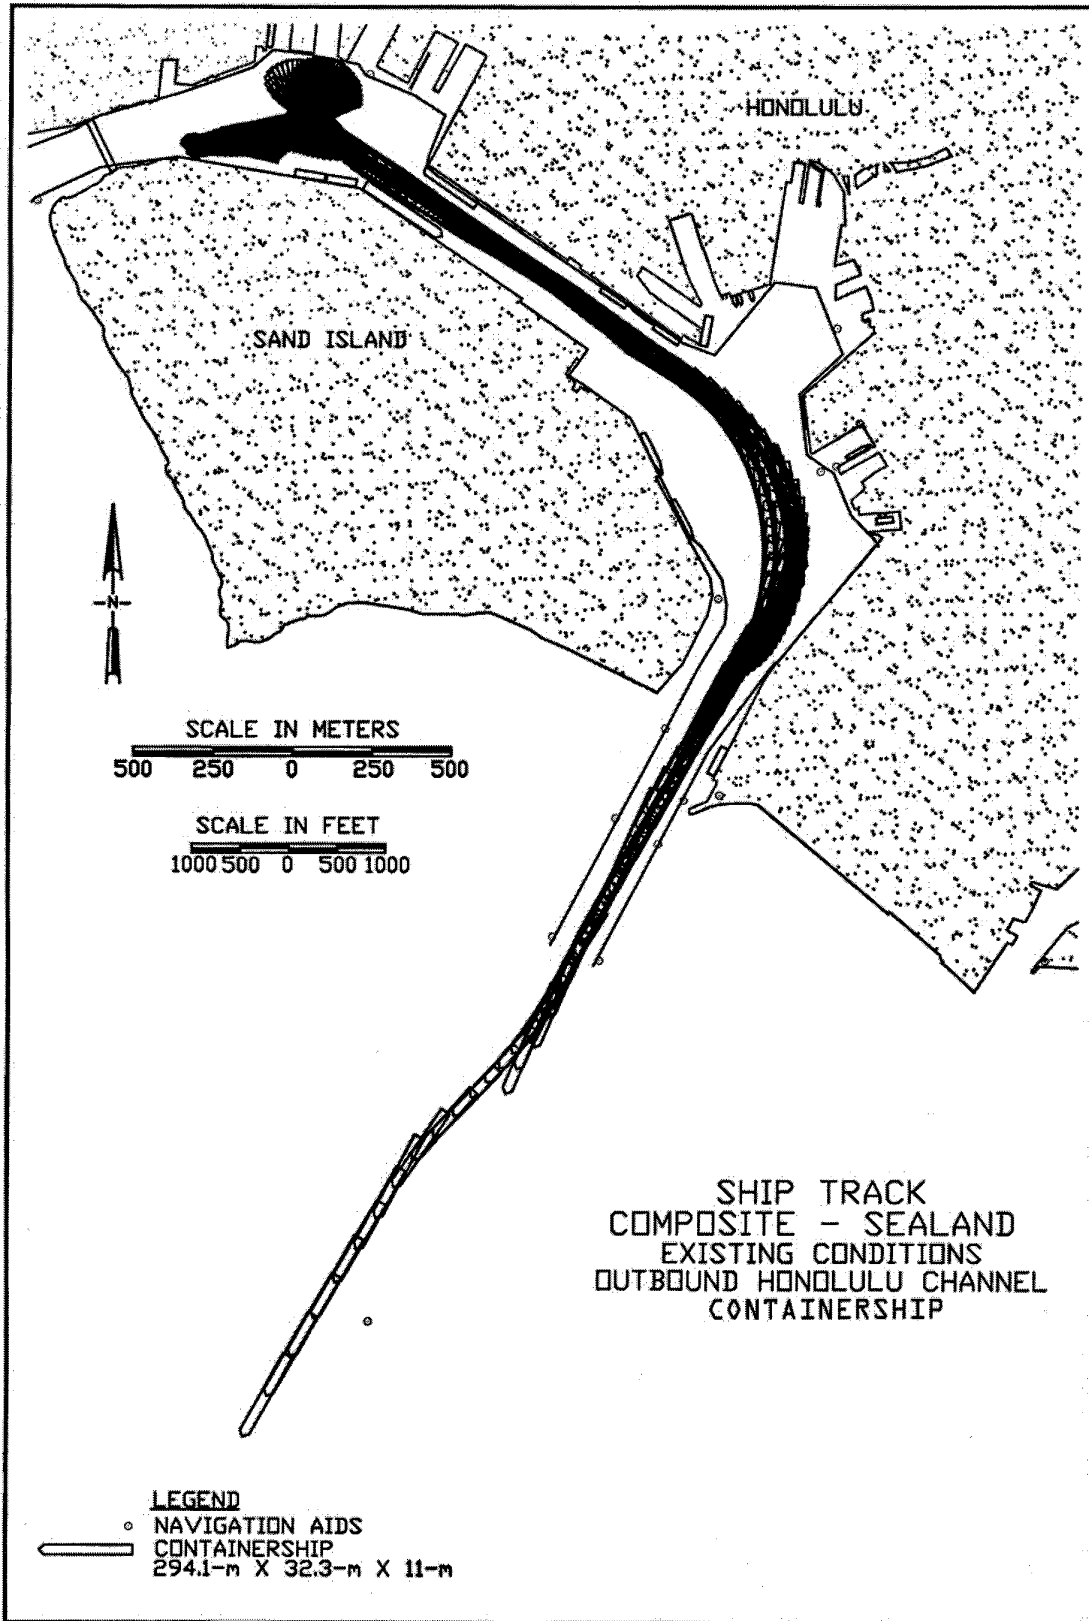 HONOLULU
SAND ISLAND
N
SCALE IN METERS
500 250 0 250 500
SCALE IN FEET
1000 500 0 500 1000
SHIP TRACK
COMPOSITE - SEALAND
EXISTING CONDITIONS
OUTBOUND HONOLULU CHANNEL
CONTAINERSHIP
LEGEND
NAVIGATION AIDS
CONTAINERSHIP
294.1-m X 32.3-m X 11-m